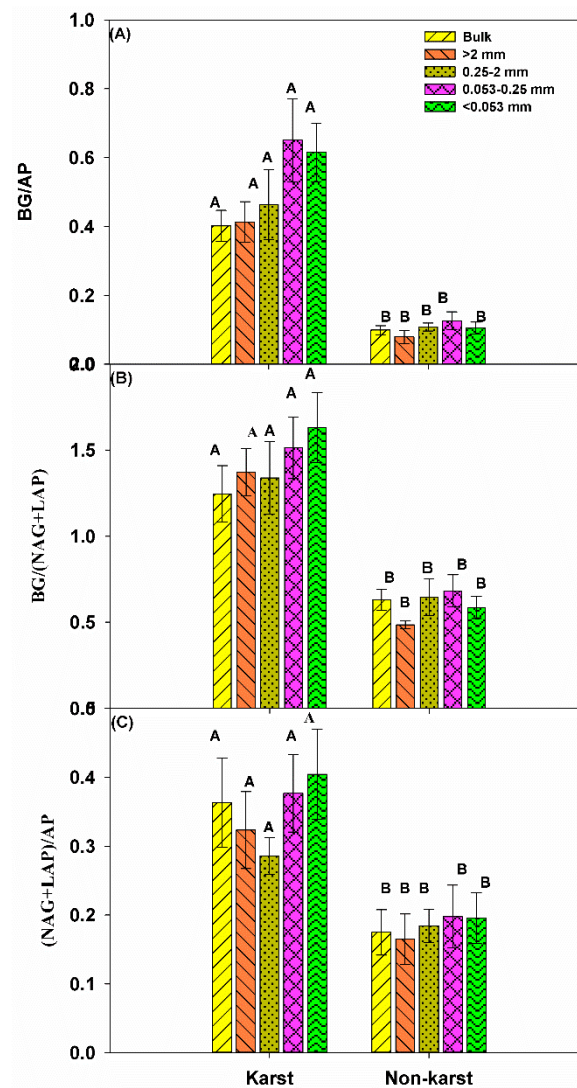 (A)
Bulk
>2 mm
0.25-2 mm
0.053-0.25 mm
<0.053 mm
BG/AP
1.0
0.8
0.6
0.4
0.2
0.0
A A A A A
B B B B B
(B)
BG/(NAG+LAP)
2.0
1.5
1.0
0.5
0.0
A A A A A
B B B B B
(C)
(NAG+LAP)/AP
0.4
0.3
0.2
0.1
0.0
A A A A A
B B B B B
Karst Non-karst